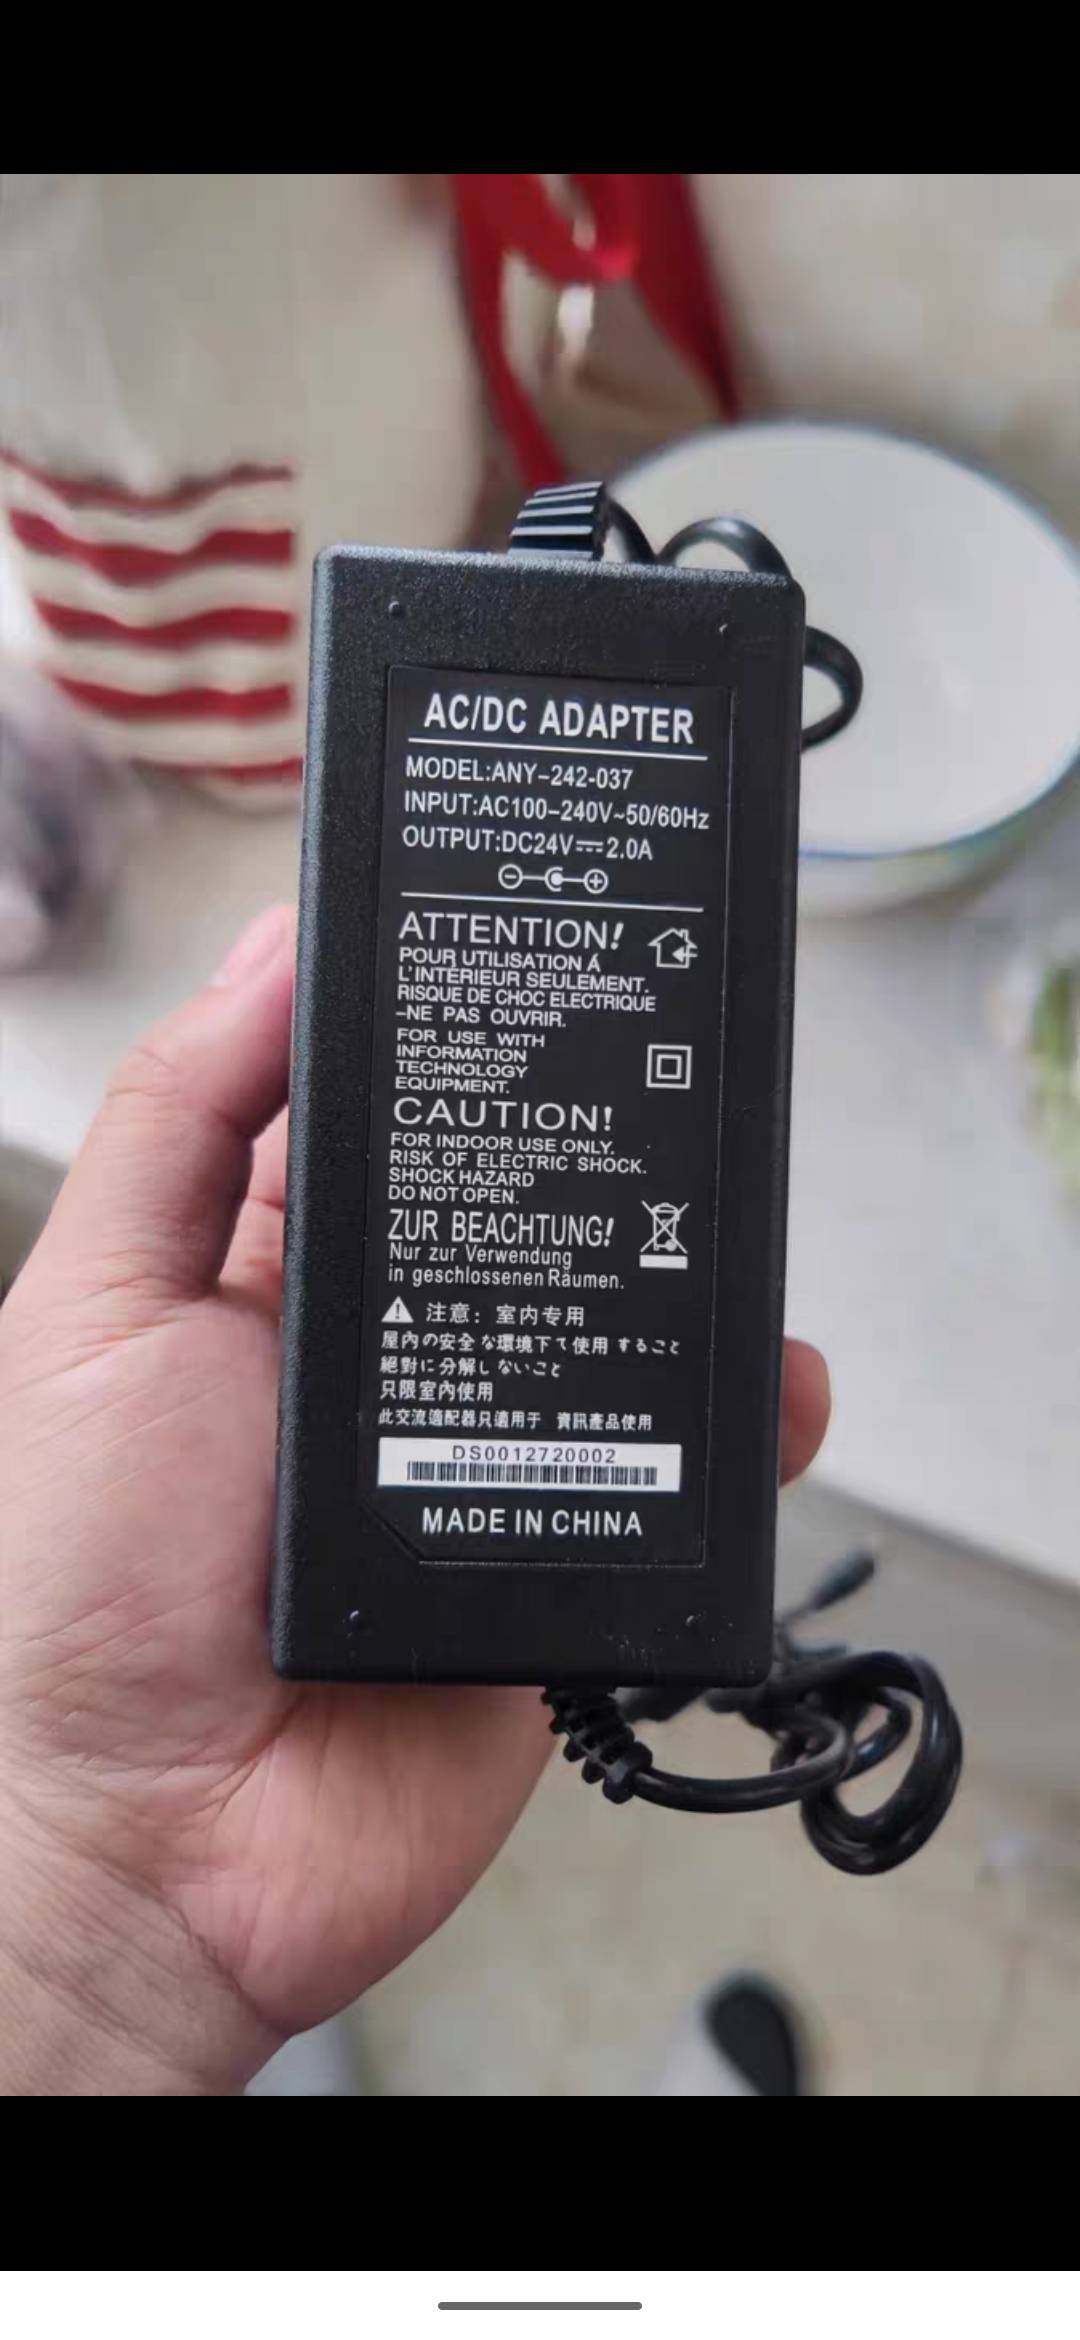 AC/DC ADAPTER
MODEL:ANY-242-037
INPUT:AC100-240V~50/60Hz
OUTPUT:DC24V⎓2.0A
ATTENTION!
POUR UTILISATION Á
L'INTÉRIEUR SEULEMENT.
RISQUE DE CHOC ELECTRIQUE
-NE PAS OUVRIR.
FOR USE WITH
INFORMATION
TECHNOLOGY
EQUIPMENT.
CAUTION!
FOR INDOOR USE ONLY.
RISK OF ELECTRIC SHOCK.
SHOCK HAZARD
DO NOT OPEN.
ZUR BEACHTUNG!
Nur zur Verwendung
in geschlossenen Räumen.
注意：室内专用
屋内の安全な環境下て使用すること
絕對に分解しないこと
只限室內使用
此交流適配器只適用于 資訊產品使用
DS0012720002
MADE IN CHINA